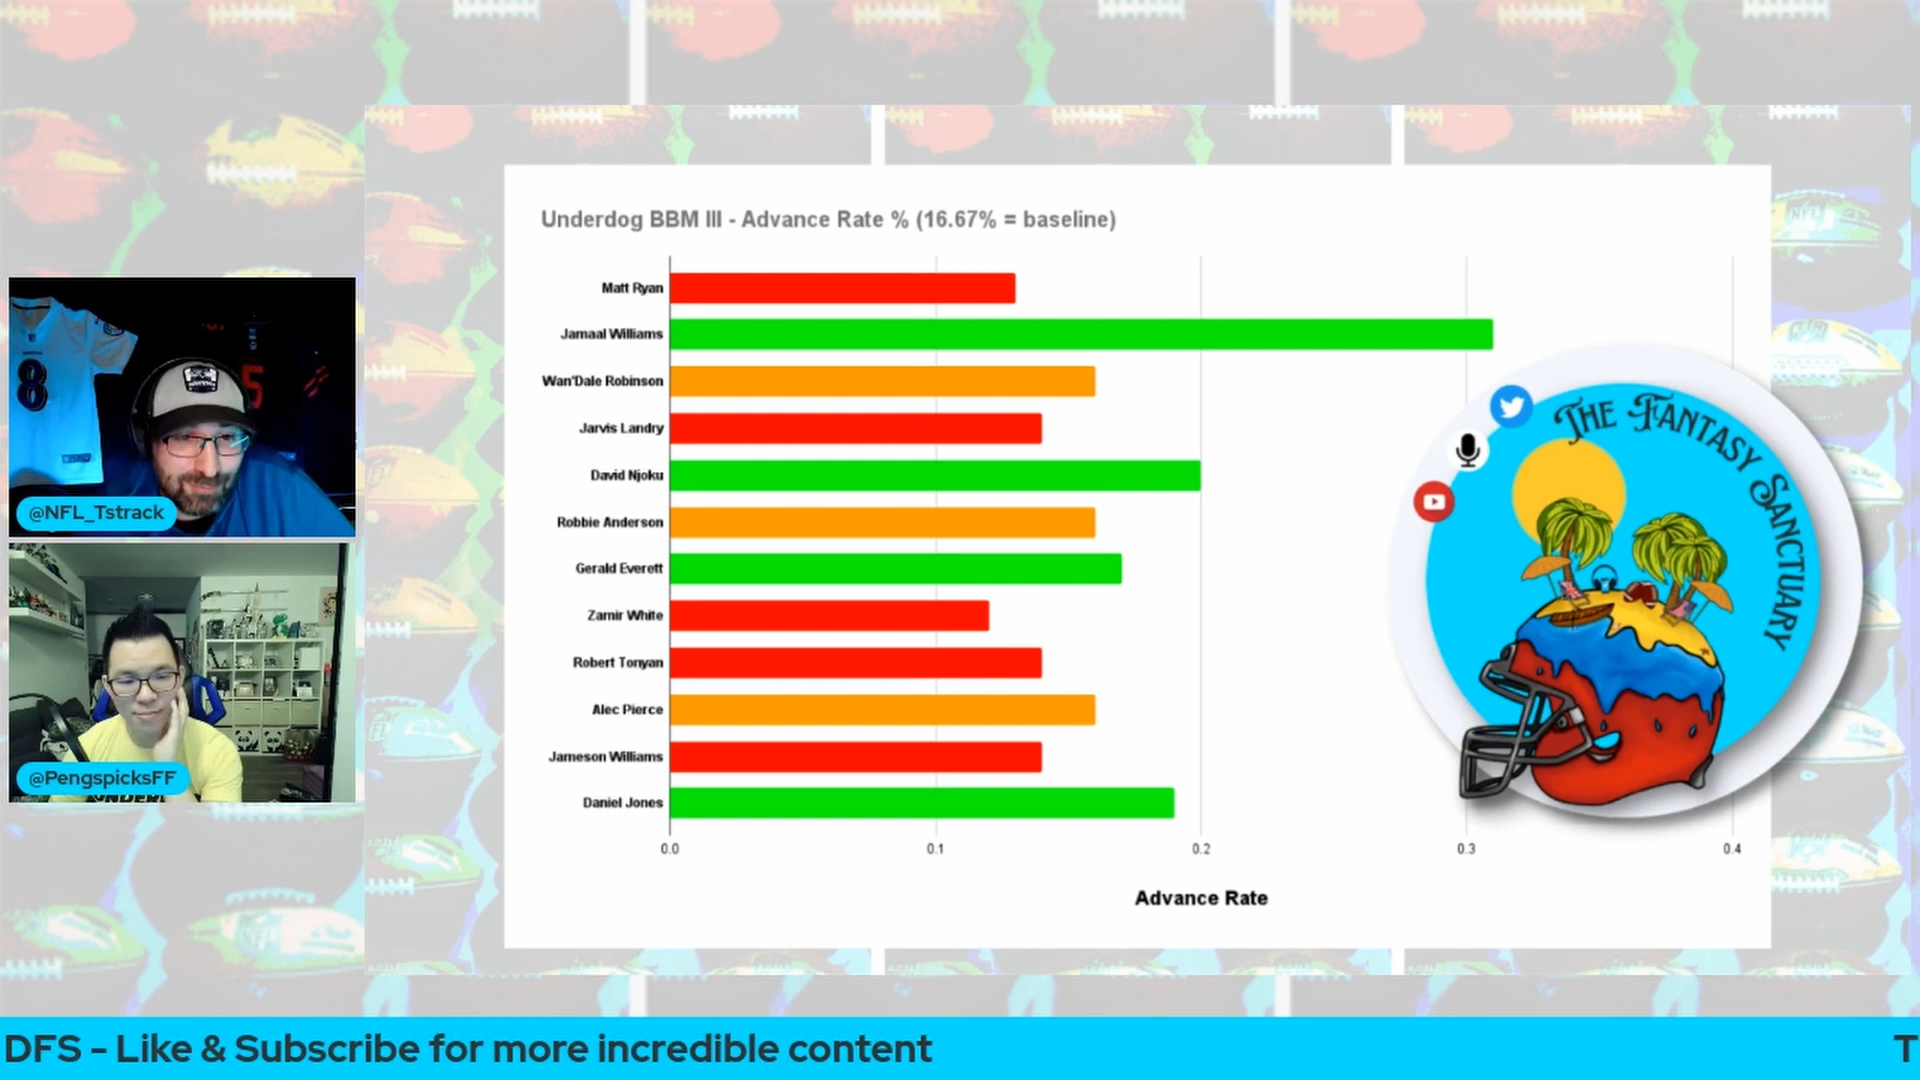 Underdog BBM III - Advance Rate % (16.67% = baseline)
Matt Ryan
Jamaal Williams
Wan'Dale Robinson
Jarvis Landry
David Njoku
Robbie Anderson
Gerald Everett
Zamir White
Robert Tonyan
Alec Pierce
Jameson Williams
Daniel Jones
0.0 0.1 0.2 0.3 0.4
Advance Rate
THE FANTASY SANCTUARY
8
5
@NFL_Tstrack
@PengspicksFF
DFS - Like & Subscribe for more incredible content
T